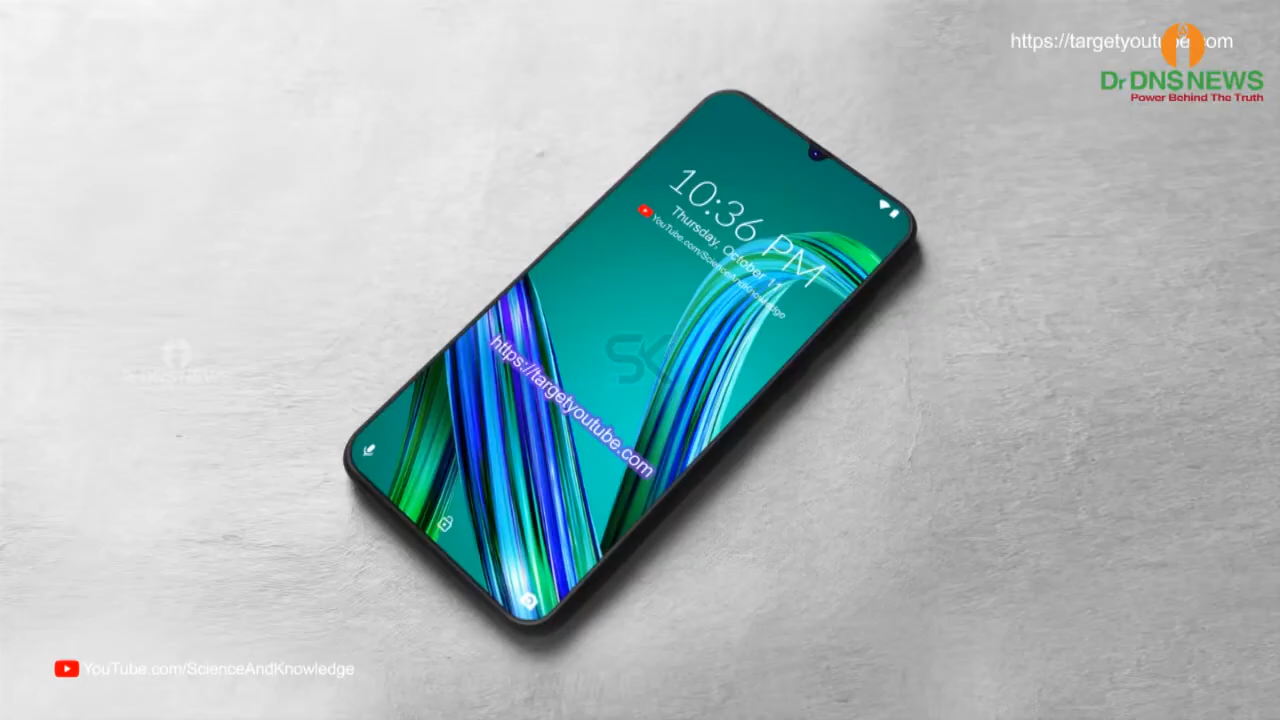 https://targetyoutube.com
Dr DNS NEWS
Power Behind The Truth
10:36 PM
Thursday, October 11
YouTube.com/ScienceAndKnowledge
SK
https://targetyoutube.com
YouTube.com/ScienceAndKnowledge